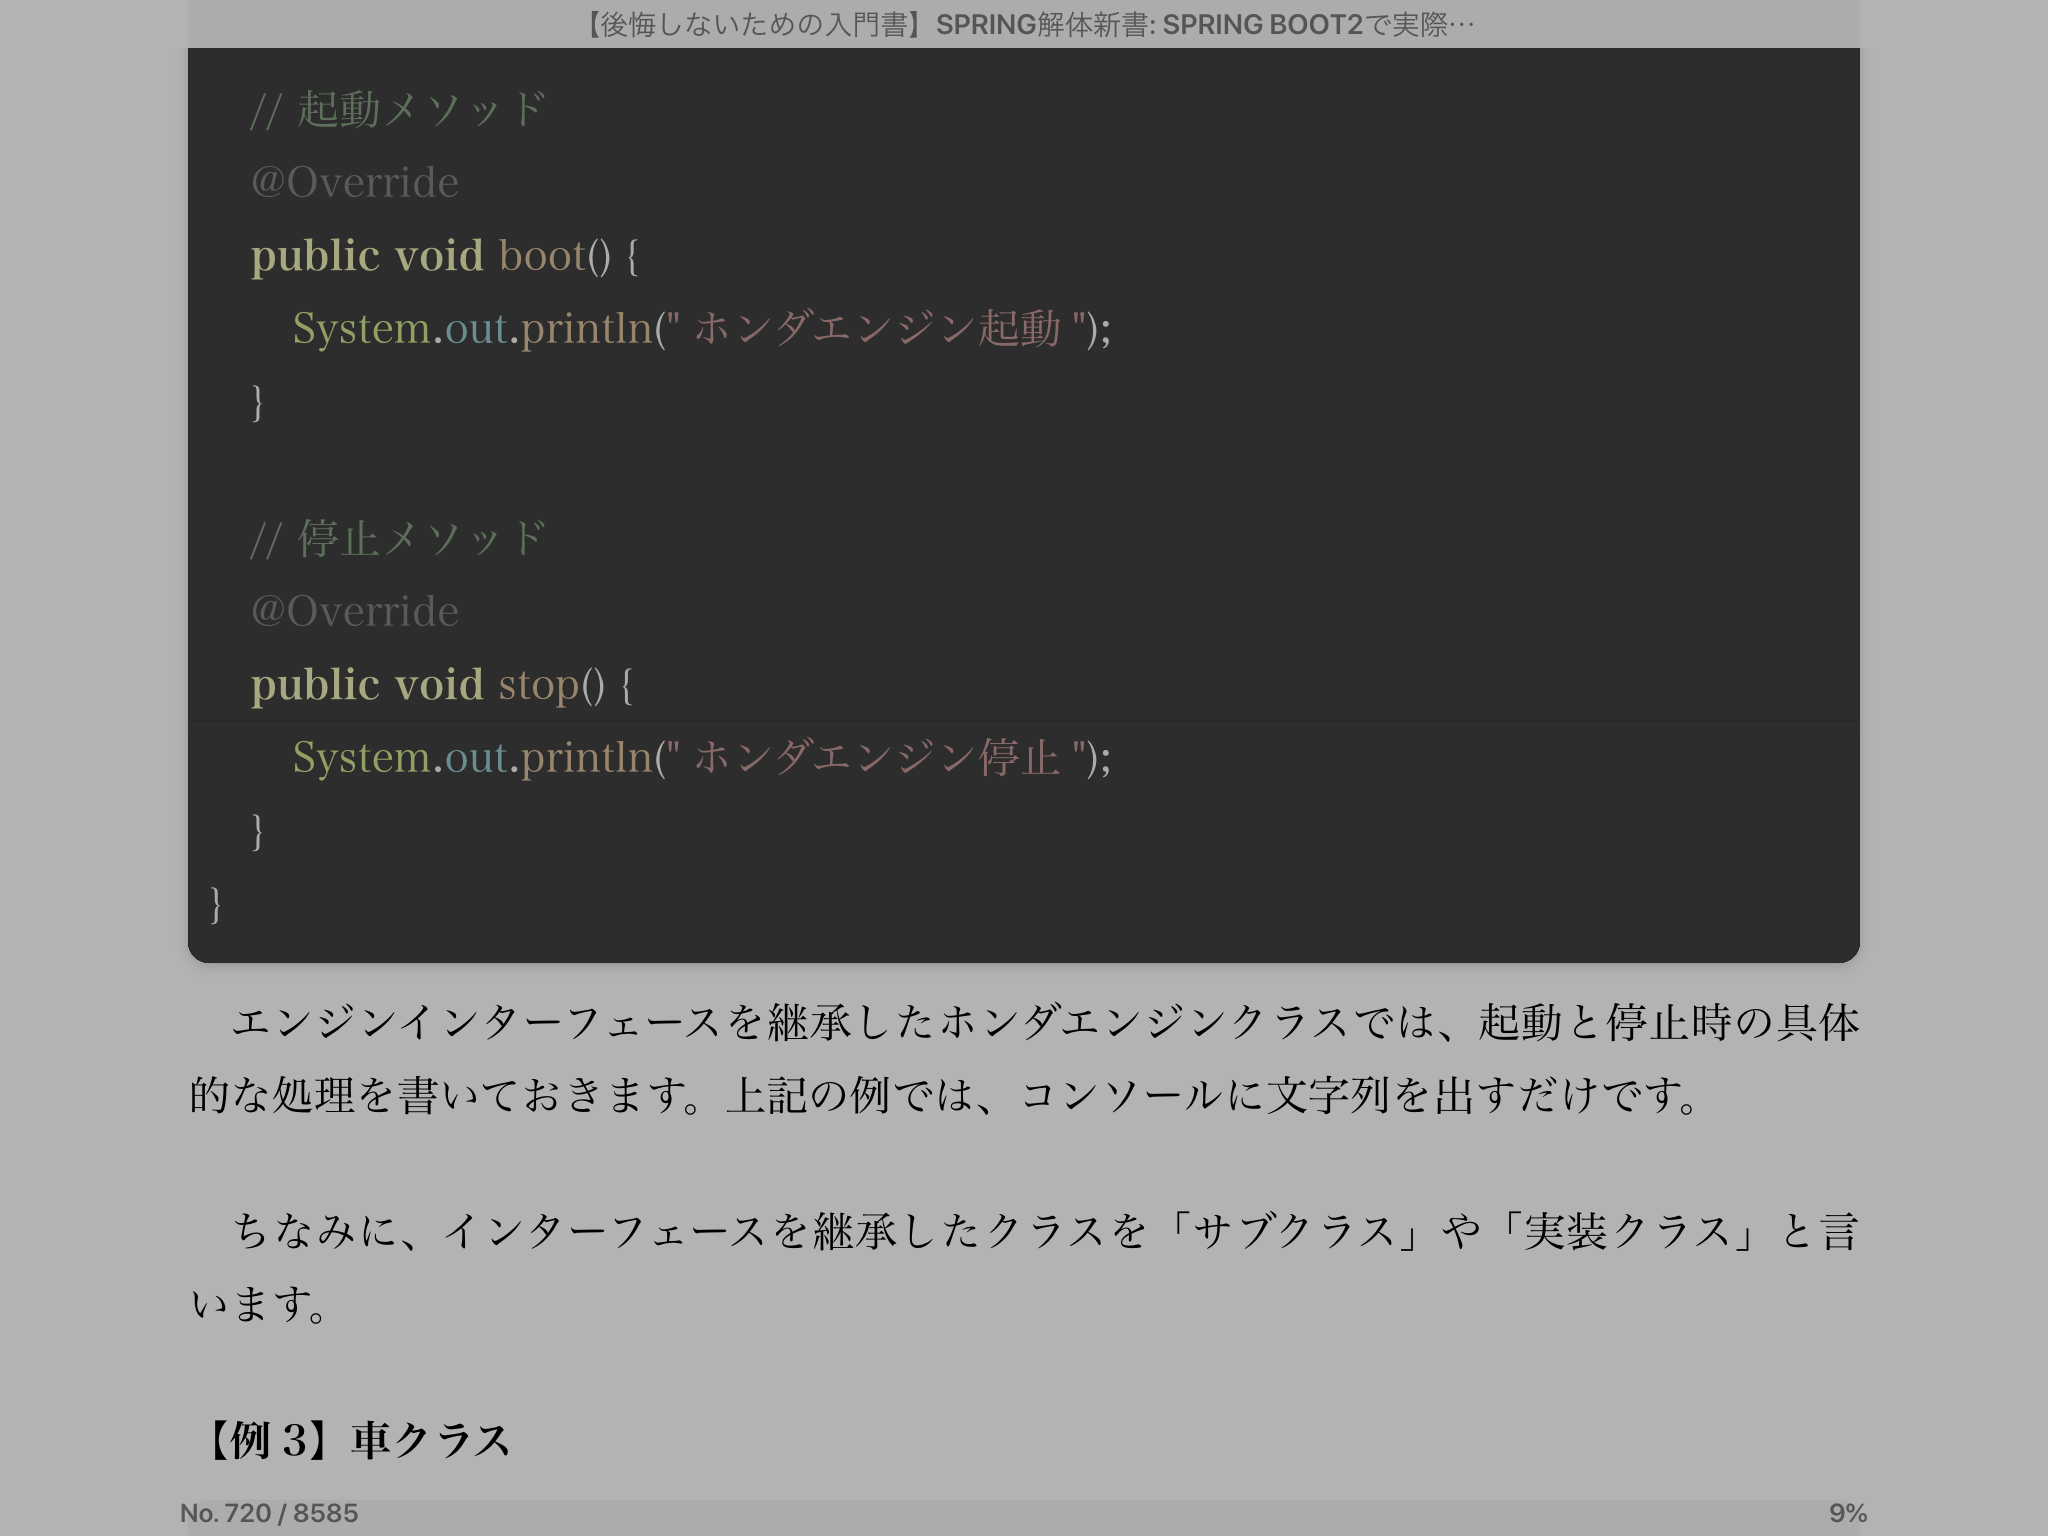 【後悔しないための入門書】SPRING解体新書: SPRING BOOT2で実際…
// 起動メソッド
@Override
public void boot() {
System.out.println(" ホンダエンジン起動 ");
}
// 停止メソッド
@Override
public void stop() {
System.out.println(" ホンダエンジン停止 ");
}
}
エンジンインターフェースを継承したホンダエンジンクラスでは、起動と停止時の具体
的な処理を書いておきます。上記の例では、コンソールに文字列を出すだけです。
ちなみに、インターフェースを継承したクラスを「サブクラス」や「実装クラス」と言
います。
【例 3】車クラス
No. 720 / 8585
9%